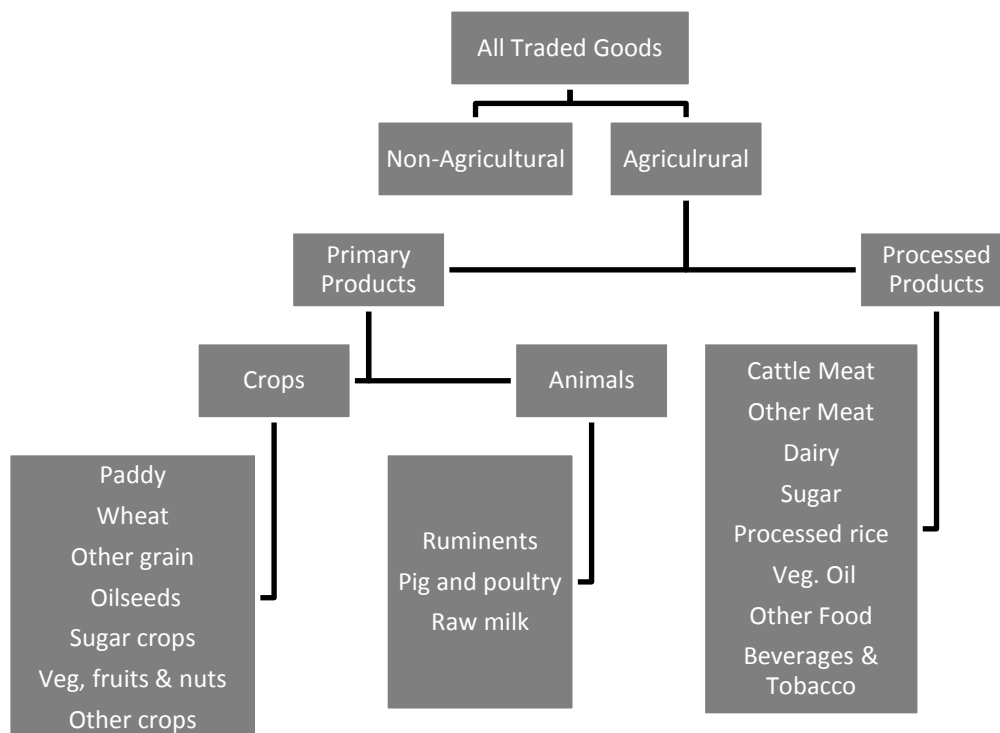 All Traded Goods
Non-Agricultural
Agriculrural
Primary
Products
Processed
Products
Crops
Animals
Paddy
Wheat
Other grain
Oilseeds
Sugar crops
Veg, fruits & nuts
Other crops
Ruminents
Pig and poultry
Raw milk
Cattle Meat
Other Meat
Dairy
Sugar
Processed rice
Veg. Oil
Other Food
Beverages &
Tobacco